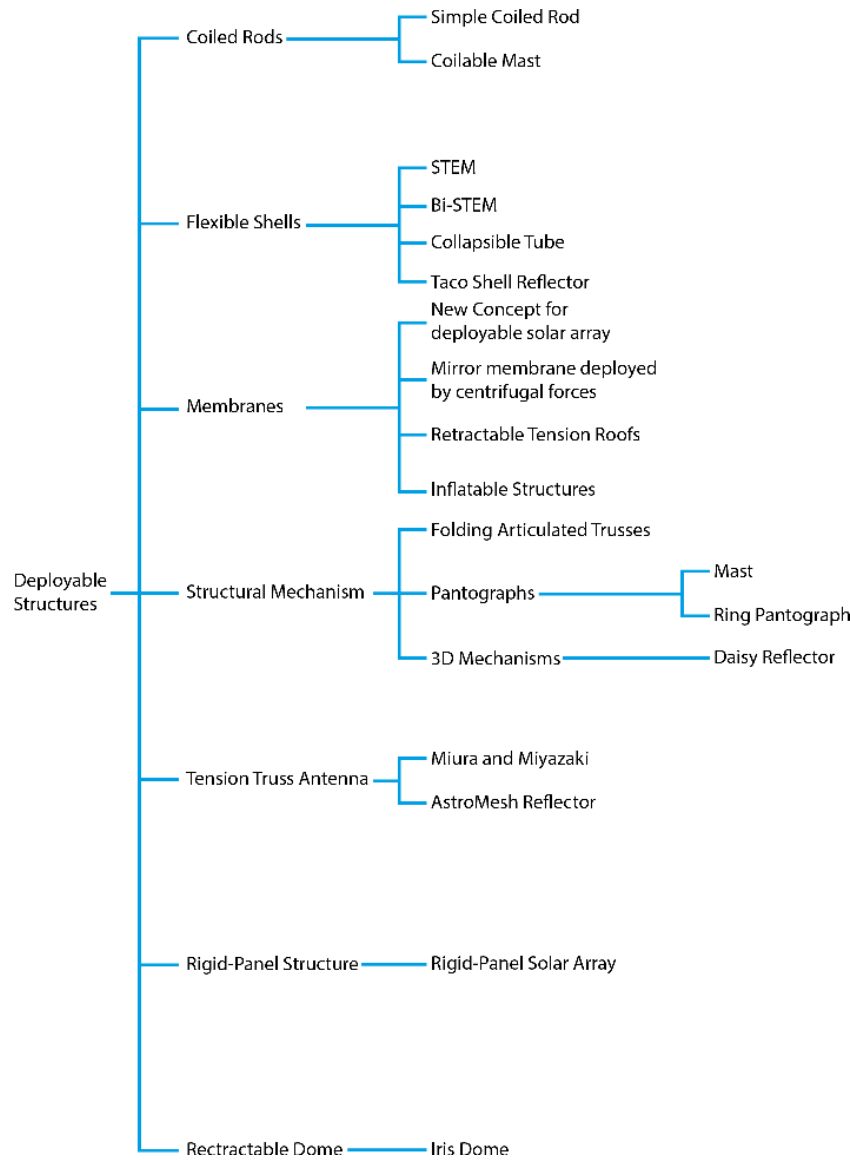 Simple Coiled Rod
Coiled Rods
Coilable Mast
STEM
Bi-STEM
Flexible Shells
Collapsible Tube
Taco Shell Reflector
New Concept for
deployable solar array
Mirror membrane deployed
by centrifugal forces
Membranes
Retractable Tension Roofs
Inflatable Structures
Folding Articulated Trusses
Deployable
Structures
Structural Mechanism
Pantographs
Mast
Ring Pantograph
3D Mechanisms
Daisy Reflector
Miura and Miyazaki
Tension Truss Antenna
AstroMesh Reflector
Rigid-Panel Structure
Rigid-Panel Solar Array
Rectractable Dome
Iris Dome